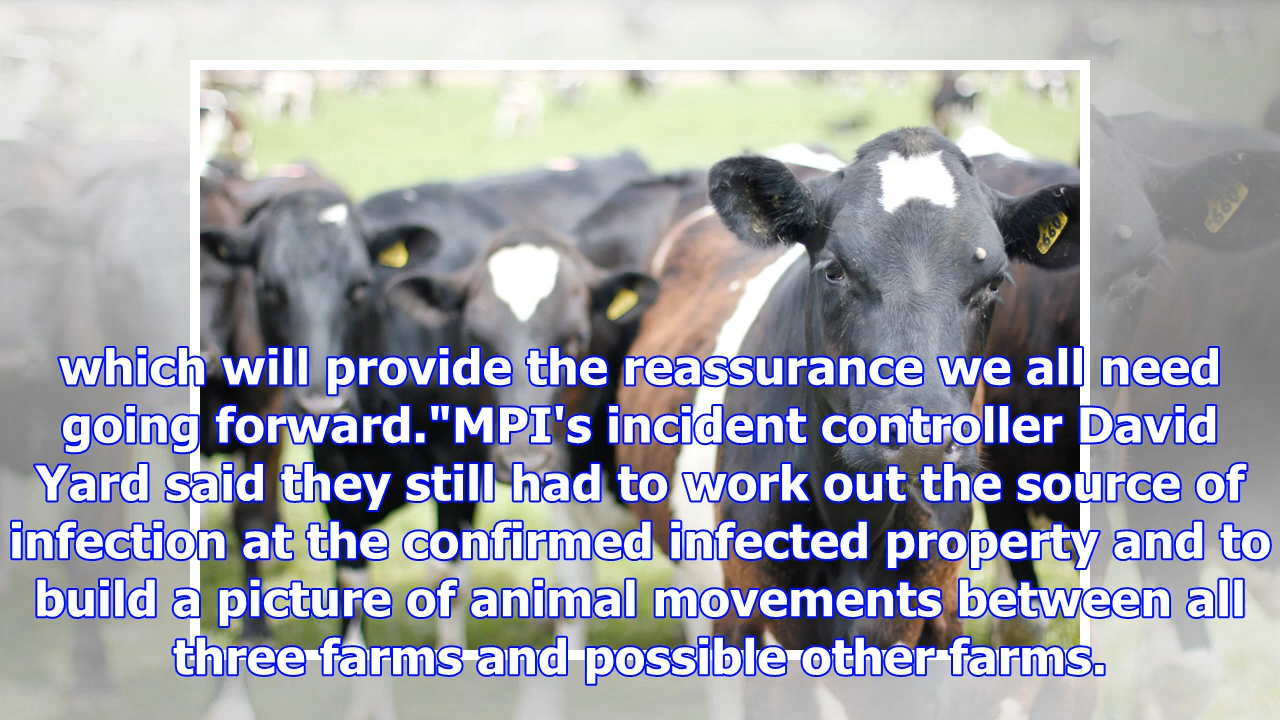 660
which will provide the reassurance we all need
going forward."MPI's incident controller David
Yard said they still had to work out the source of
infection at the confirmed infected property and to
build a picture of animal movements between all
three farms and possible other farms.